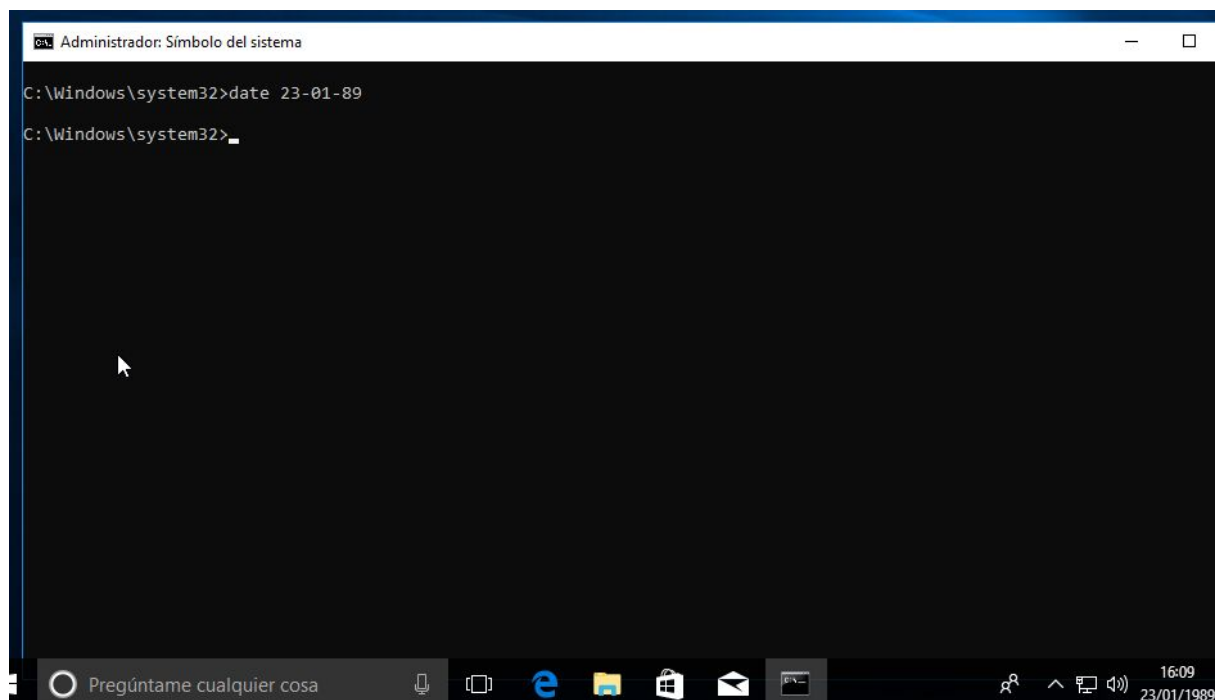 Administrador: Símbolo del sistema
C:\Windows\system32>date 23-01-89
C:\Windows\system32>
Pregúntame cualquier cosa
16:09
23/01/1989